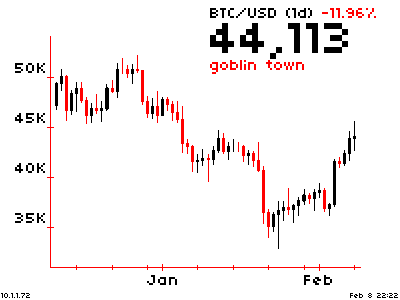 BTC/USD (1d) -11.96%
44,113
goblin town
50K
45K
40K
35K
Jan Feb
10.1.1.72 Feb 8 22:22